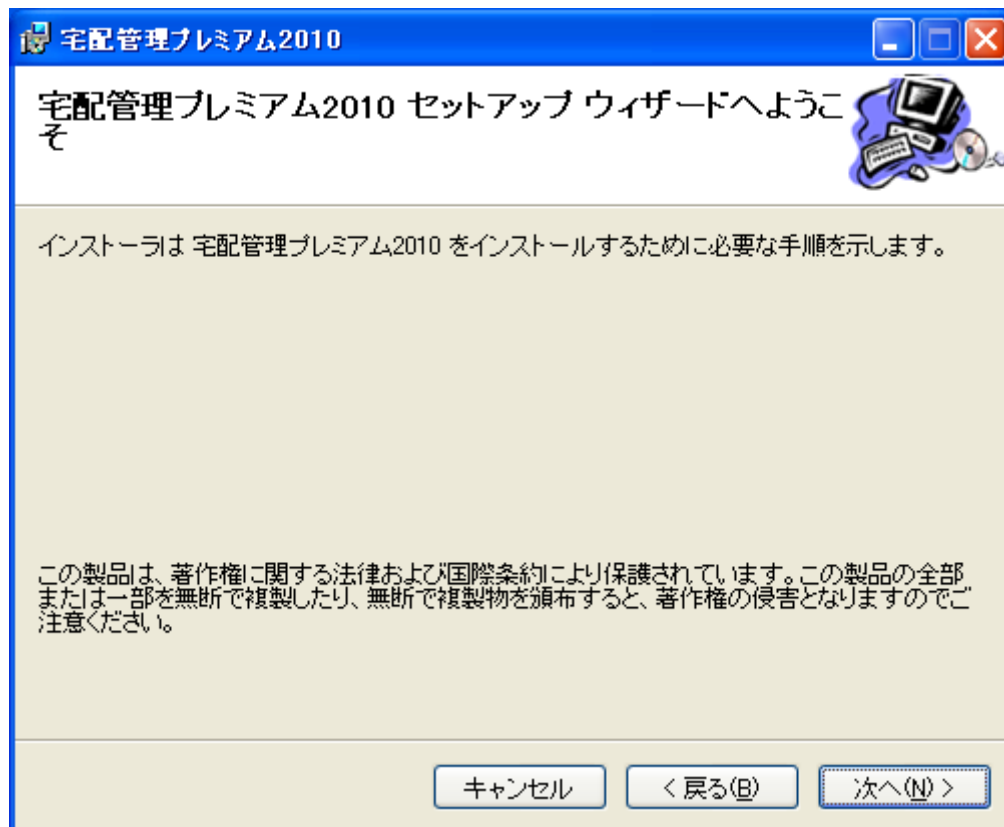 宅配管理プレミアム2010
宅配管理プレミアム2010 セットアップ ウィザードへようこ
そ
インストーラは 宅配管理プレミアム2010 をインストールするために必要な手順を示します。
この製品は、著作権に関する法律および国際条約により保護されています。この製品の全部
または一部を無断で複製したり、無断で複製物を頒布すると、著作権の侵害となりますのでご
注意ください。
キャンセル
< 戻る(B)
次へ(N) >